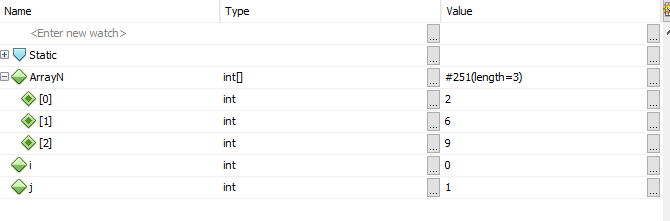 Name Type Value
<Enter new watch> ...
Static ...
ArrayN int[] ... #251(length=3) ...
[0] int ... 2 ...
[1] int ... 6 ...
[2] int ... 9 ...
i int ... 0 ...
j int ... 1 ...